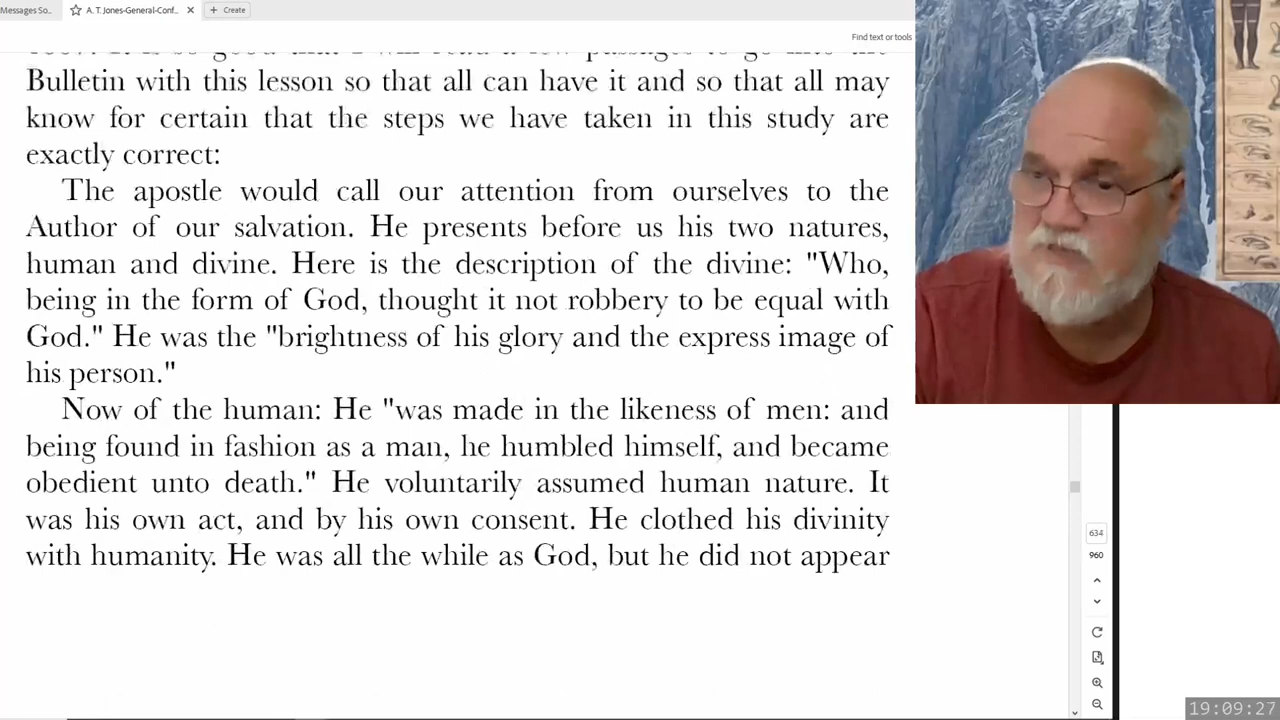 Messages So...
A. T. Jones-General-Conf...
Create
Find text or tools
Bulletin with this lesson so that all can have it and so that all may
know for certain that the steps we have taken in this study are
exactly correct:
The apostle would call our attention from ourselves to the
Author of our salvation. He presents before us his two natures,
human and divine. Here is the description of the divine: "Who,
being in the form of God, thought it not robbery to be equal with
God." He was the "brightness of his glory and the express image of
his person."
Now of the human: He "was made in the likeness of men: and
being found in fashion as a man, he humbled himself, and became
obedient unto death." He voluntarily assumed human nature. It
was his own act, and by his own consent. He clothed his divinity
with humanity. He was all the while as God, but he did not appear
634
960
19:09:27